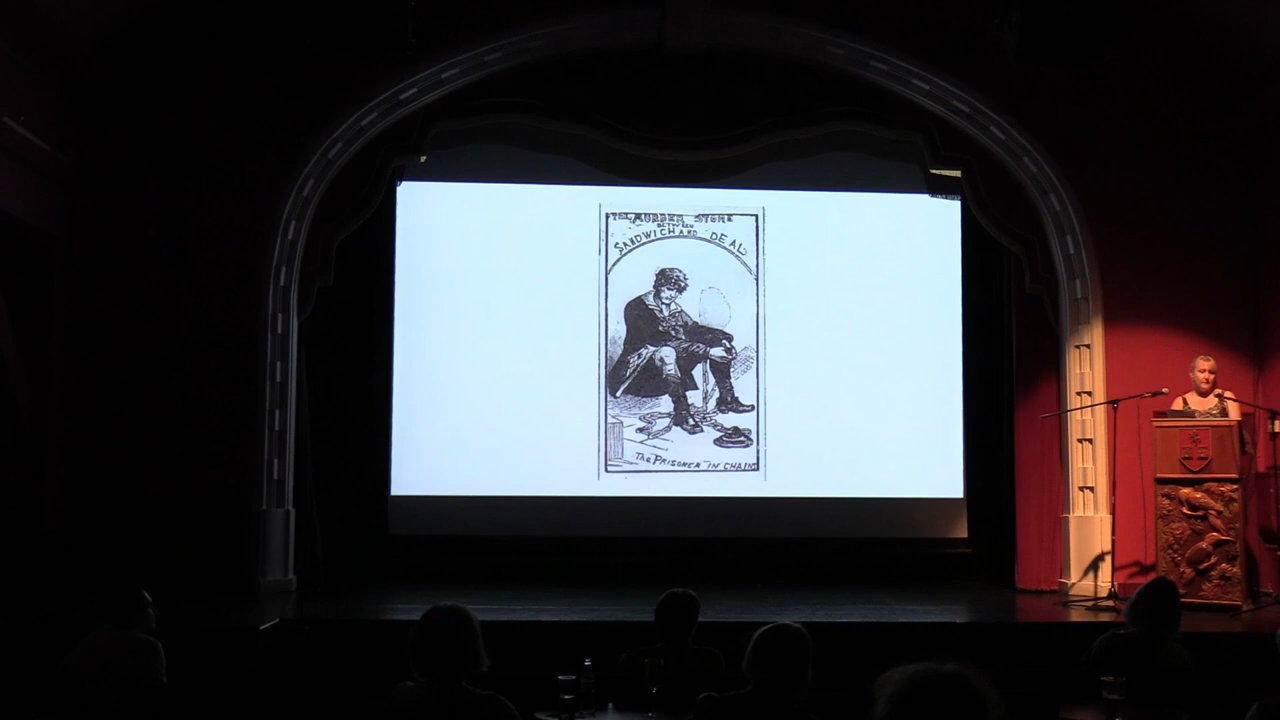 THE MURDER STONE
BETWEEN
SANDWICH AND DEAL
THE PRISONER IN CHAINS